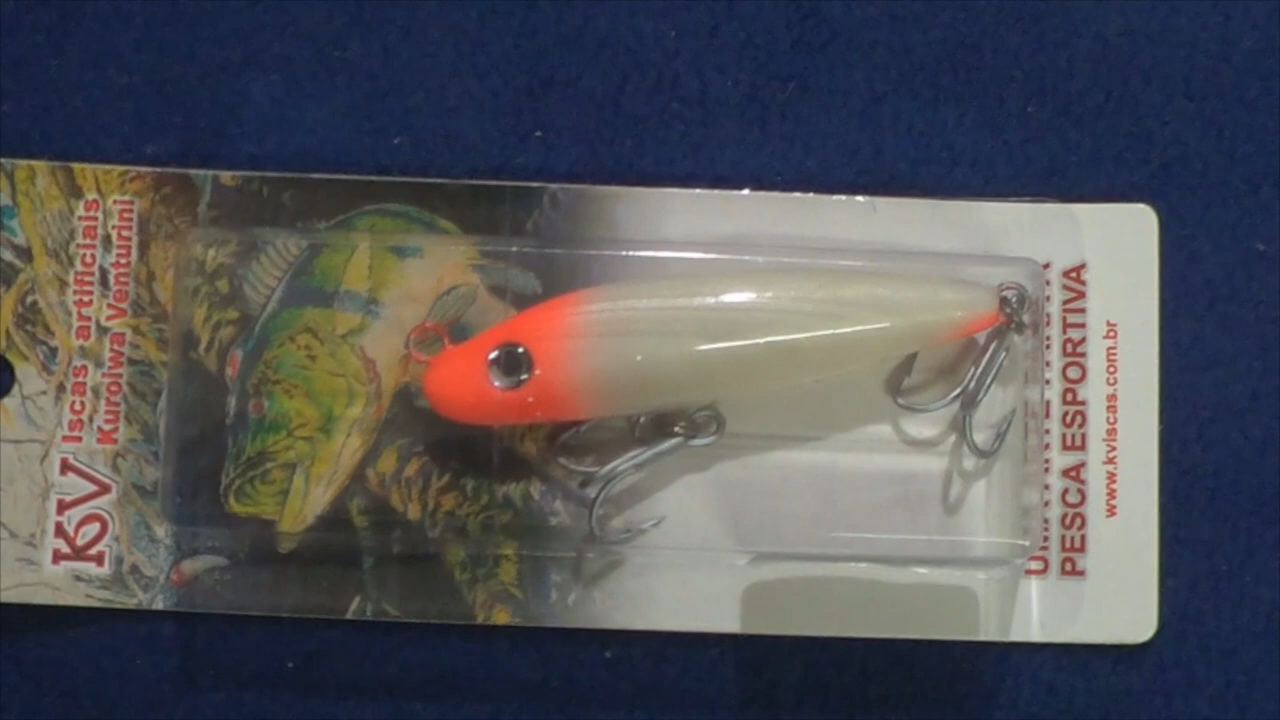 KV
Iscas artificiais
Kuroiwa Venturini
PESCA ESPORTIVA
www.kviscas.com.br